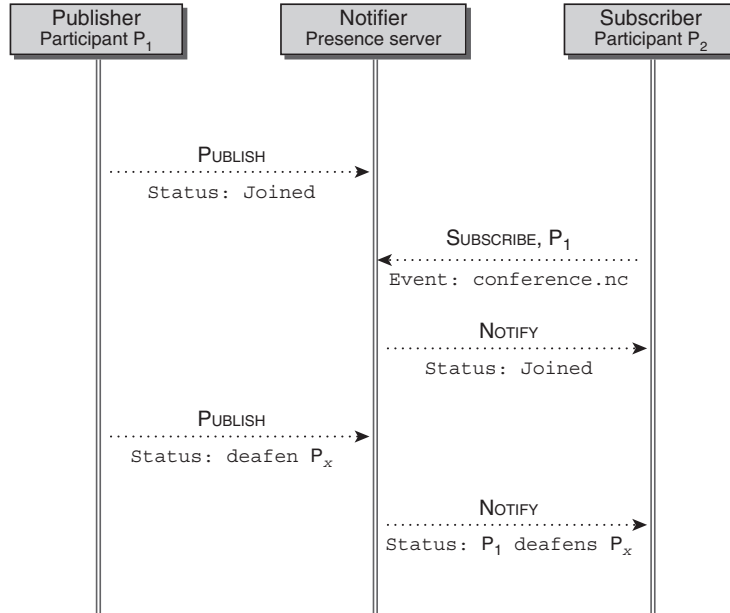 Publisher
Participant P1
Notifier
Presence server
Subscriber
Participant P2
PUBLISH
Status: Joined
SUBSCRIBE, P1
Event: conference.nc
NOTIFY
Status: Joined
PUBLISH
Status: deafen Px
NOTIFY
Status: P1 deafens Px